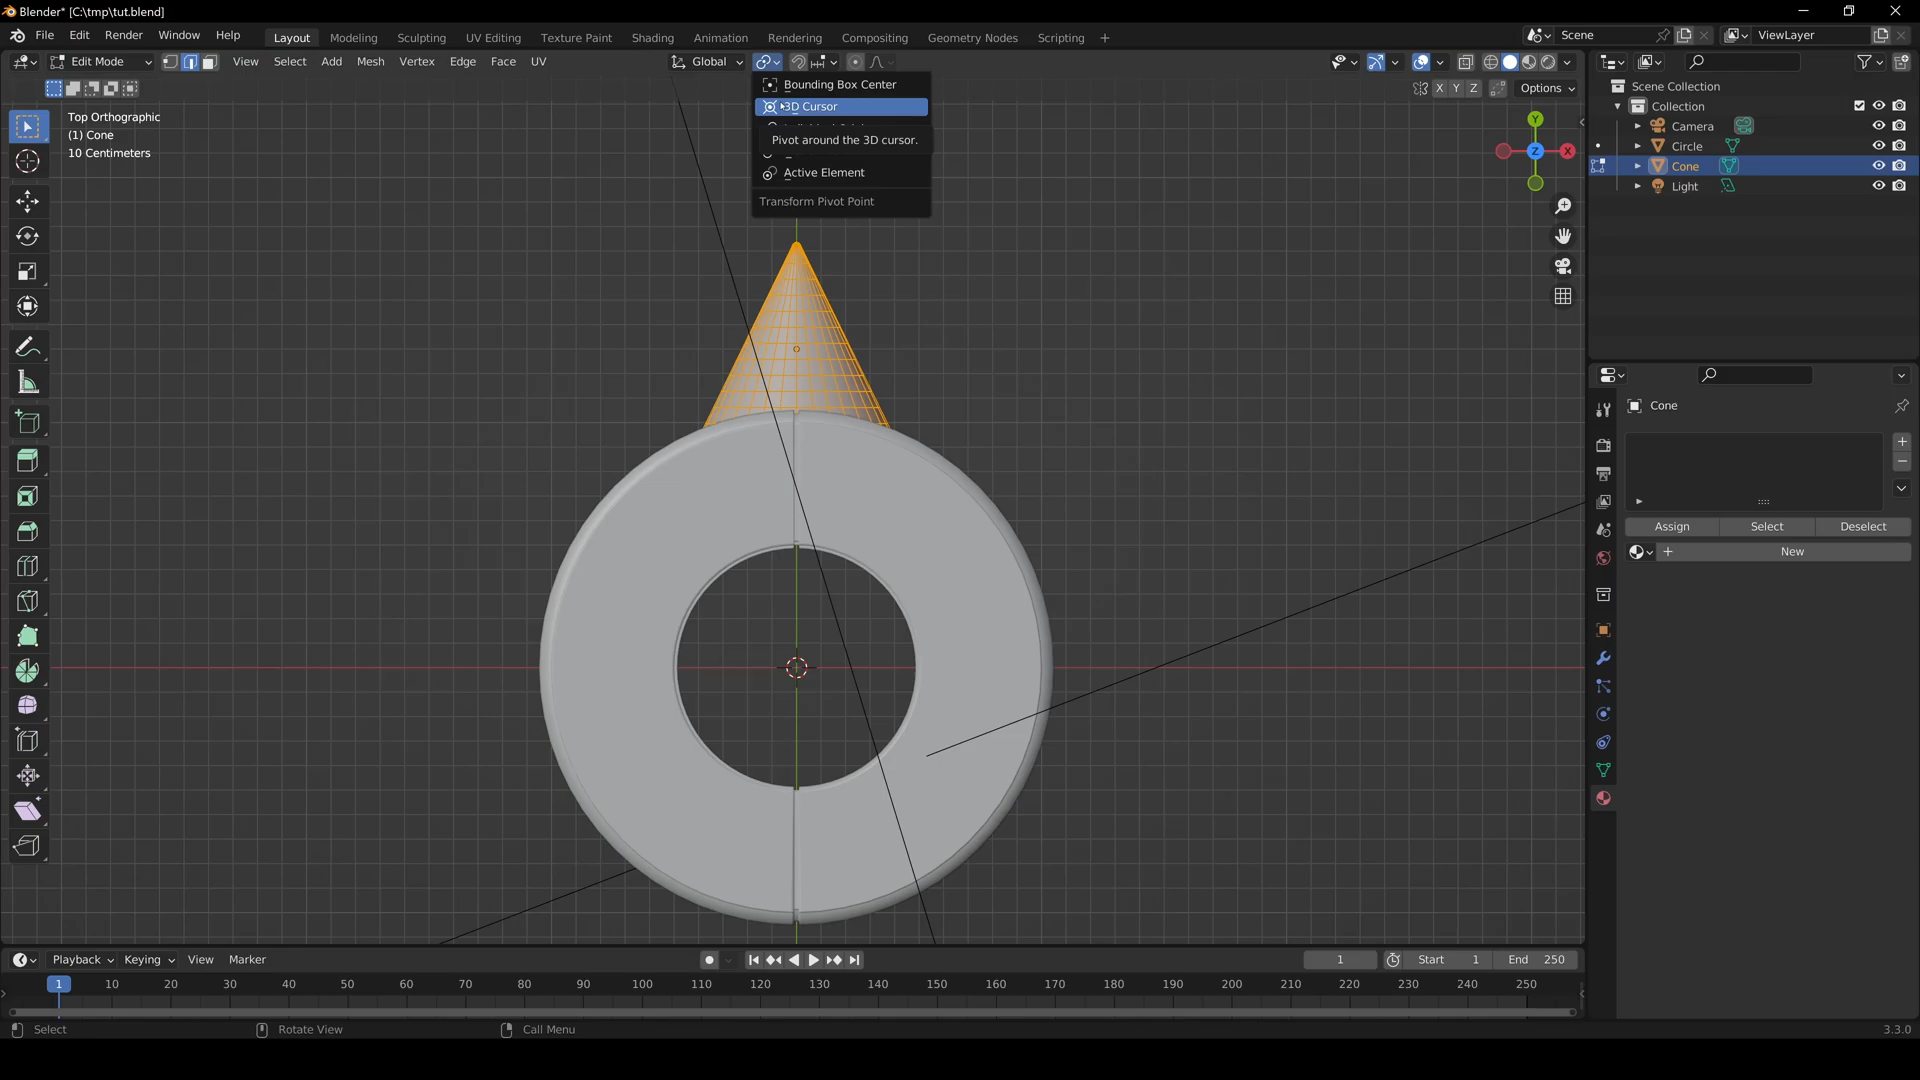 Blender* [C:\tmp\tut.blend]
File Edit Render Window Help
Layout Modeling Sculpting UV Editing Texture Paint Shading Animation Rendering Compositing Geometry Nodes Scripting +
Scene
ViewLayer
Edit Mode
View Select Add Mesh Vertex Edge Face UV
Global
X Y Z
Options
Bounding Box Center
3D Cursor
Pivot around the 3D cursor.
Active Element
Transform Pivot Point
Top Orthographic
(1) Cone
10 Centimeters
Y
Z
X
Scene Collection
Collection
Camera
Circle
Cone
Light
Cone
Assign Select Deselect
New
Playback Keying View Marker
1
Start 1
End 250
1 10 20 30 40 50 60 70 80 90 100 110 120 130 140 150 160 170 180 190 200 210 220 230 240 250
Select
Rotate View
Call Menu
3.3.0